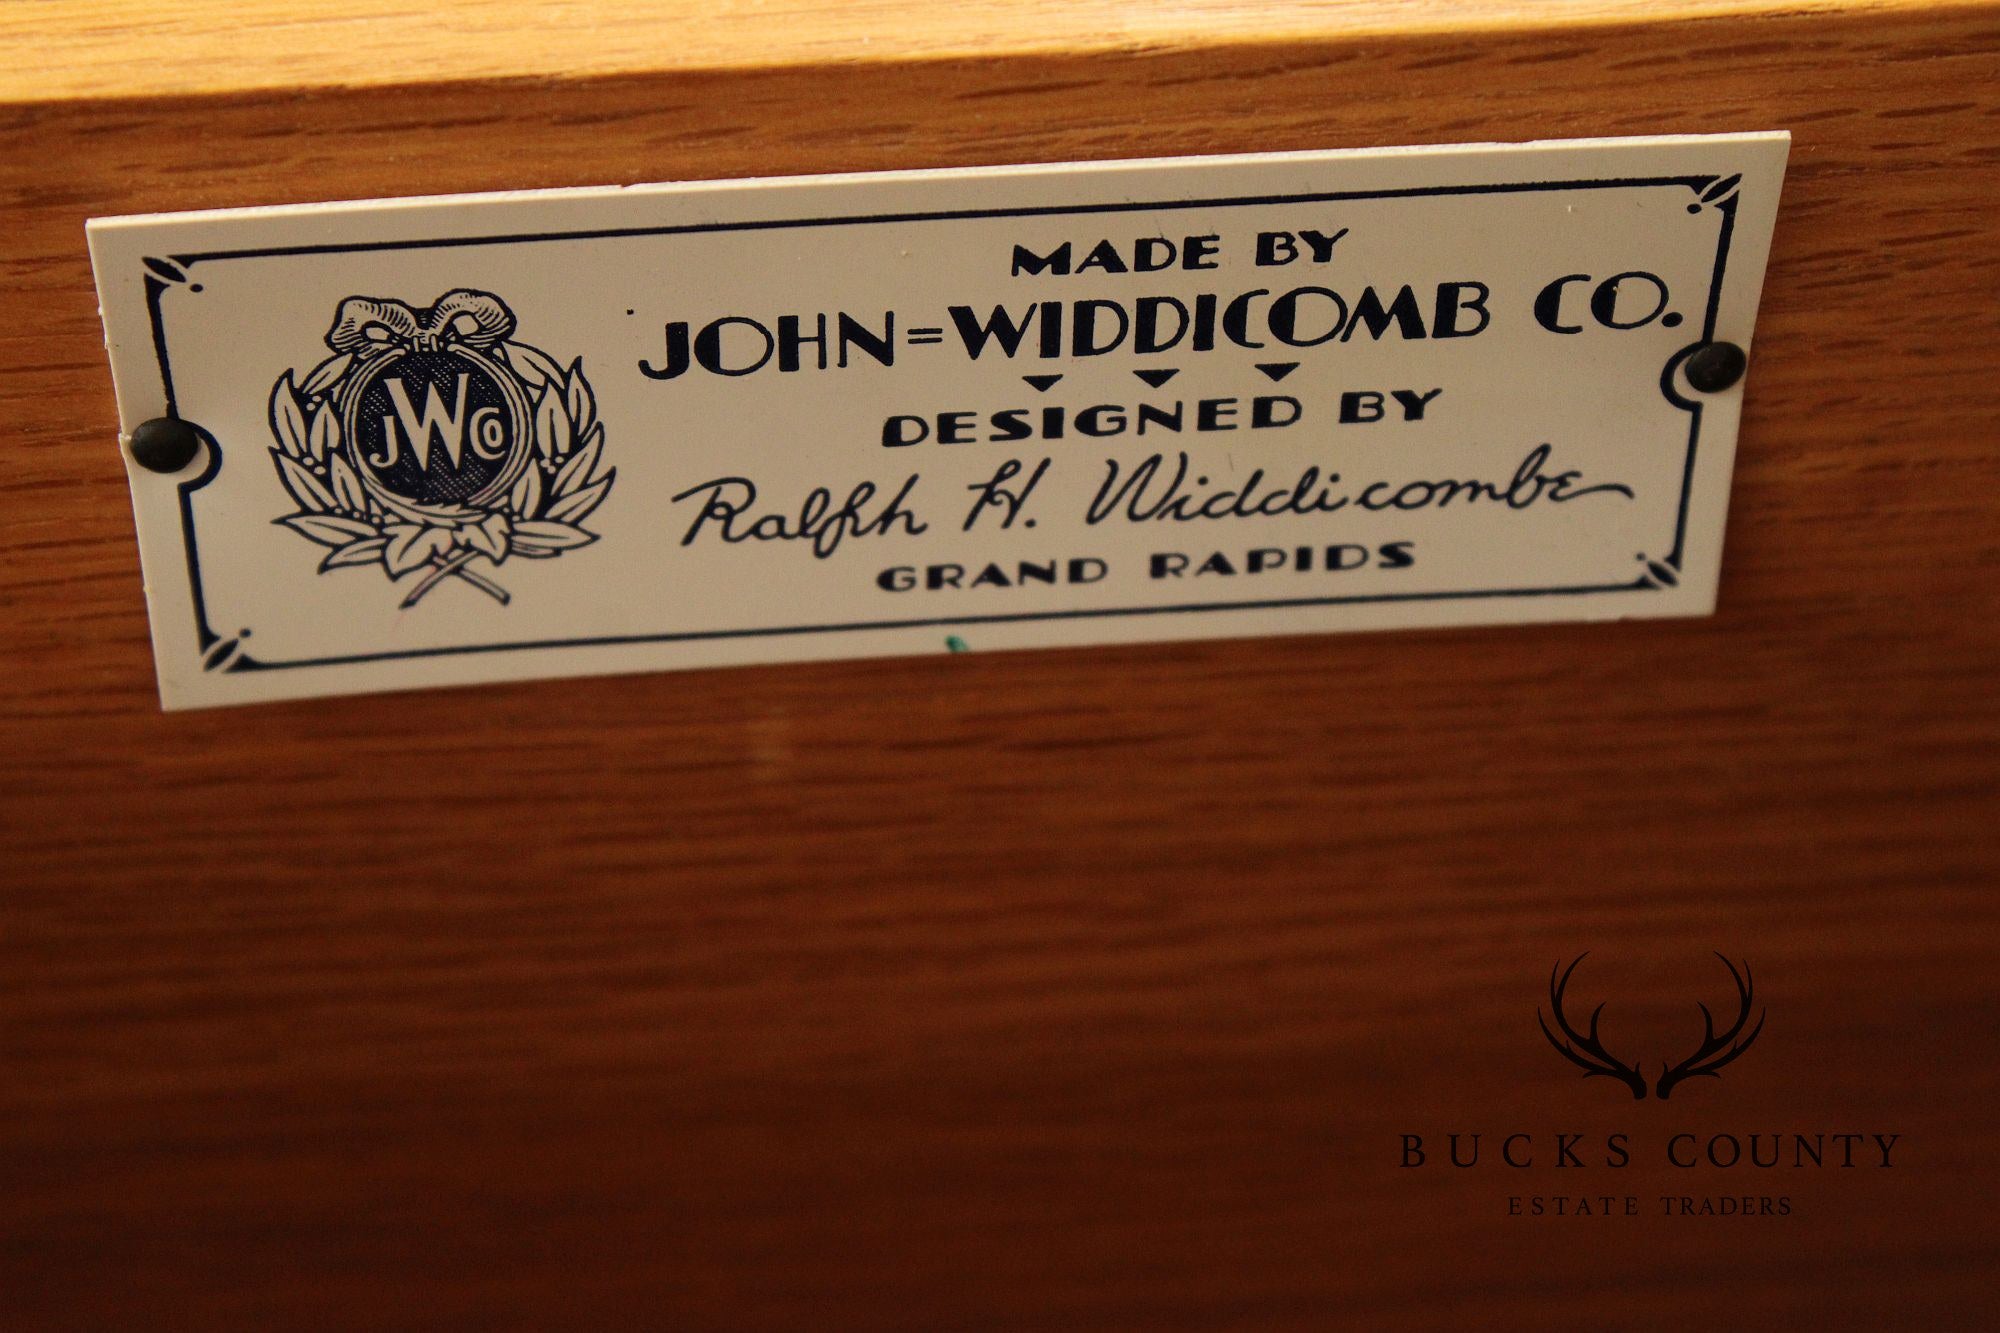 MADE BY
JOHN=WIDDICOMB CO.
JWCO
DESIGNED BY
Ralph H. Widdicombe
GRAND RAPIDS
BUCKS COUNTY
ESTATE TRADERS